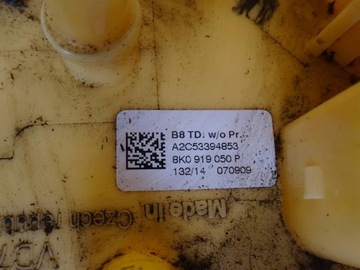 B8 TDI w/o Pr...
A2C53394853
8K0 919 050 P
132/14 070909
Made in
Czech republic